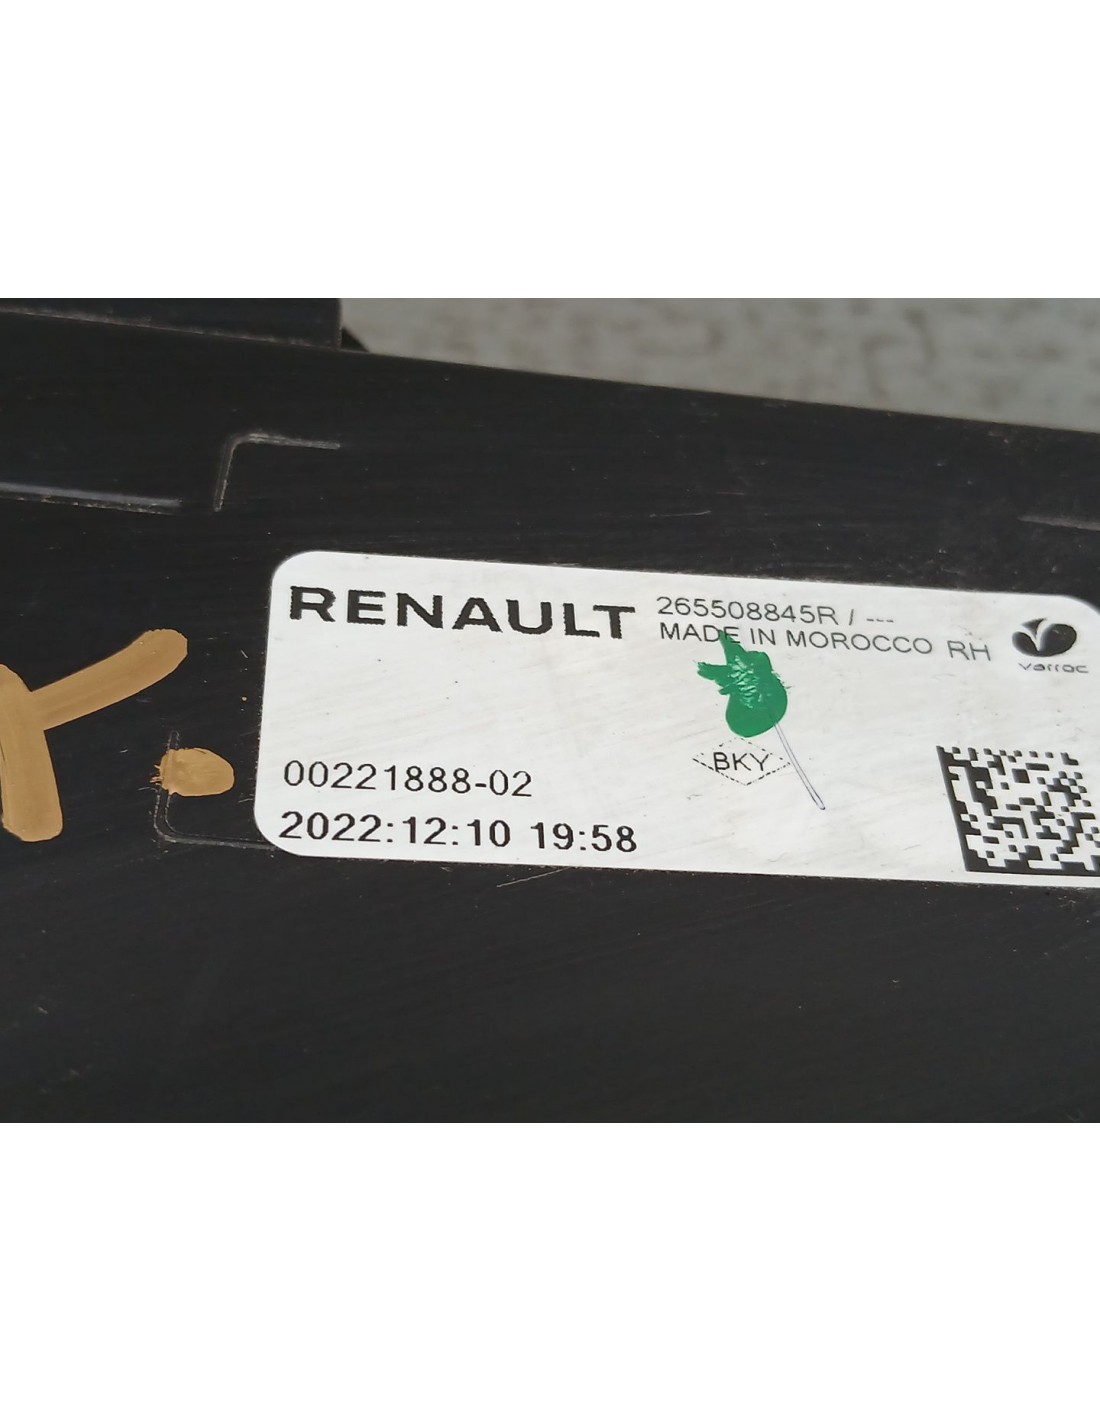 RENAULT
265508845R / ---
MADE IN MOROCCO RH
varroc
BKY
00221888-02
2022:12:10 19:58